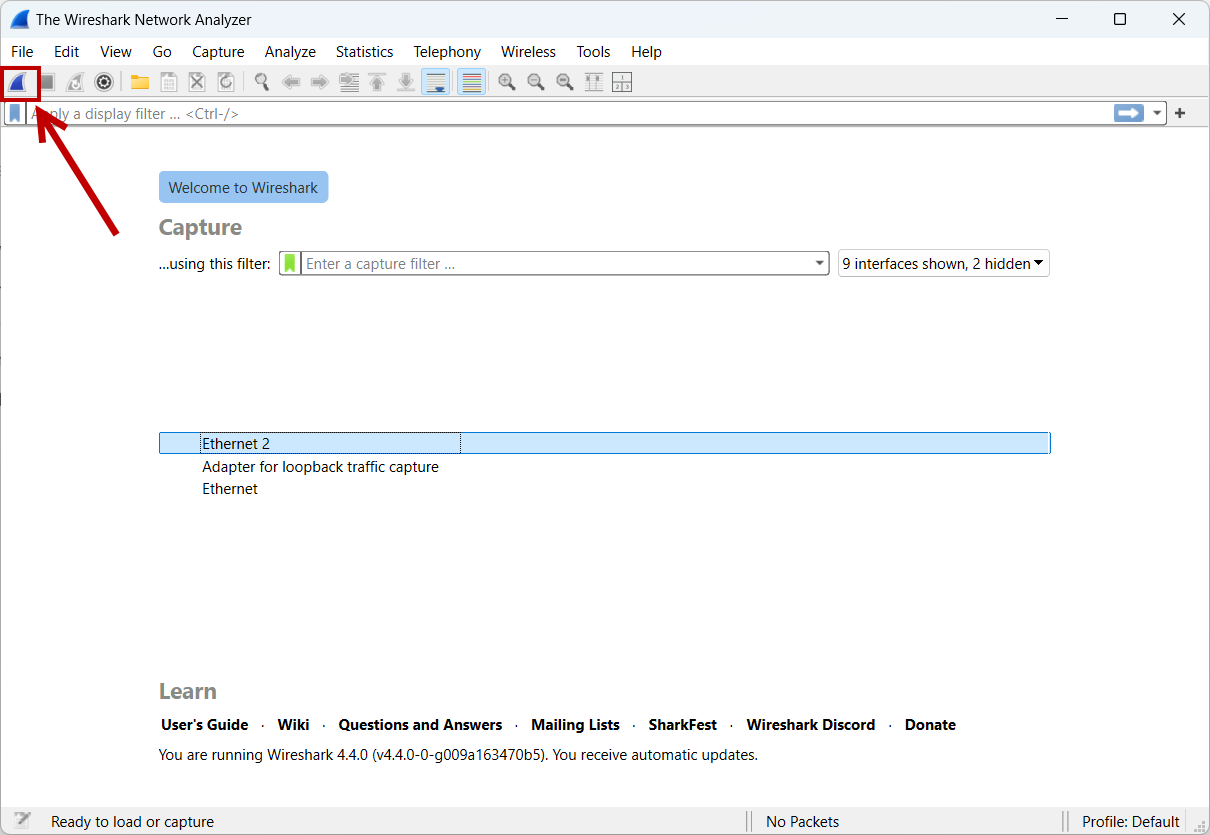 The Wireshark Network Analyzer
File Edit View Go Capture Analyze Statistics Telephony Wireless Tools Help
Apply a display filter ... <Ctrl-/>
Welcome to Wireshark
Capture
...using this filter: Enter a capture filter ... 9 interfaces shown, 2 hidden
Ethernet 2
Adapter for loopback traffic capture
Ethernet
Learn
User's Guide · Wiki · Questions and Answers · Mailing Lists · SharkFest · Wireshark Discord · Donate
You are running Wireshark 4.4.0 (v4.4.0-0-g009a163470b5). You receive automatic updates.
Ready to load or capture No Packets Profile: Default